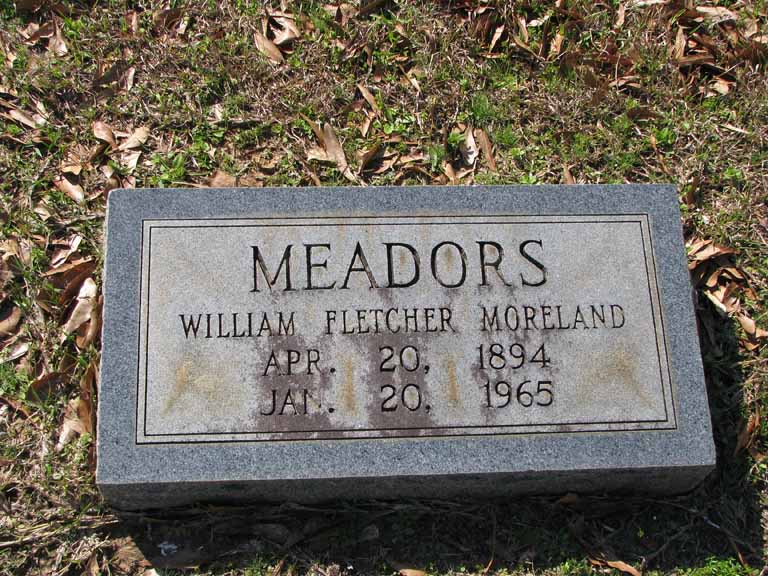 MEADORS
WILLIAM FLETCHER MORELAND
APR. 20, 1894
JAN. 20, 1965